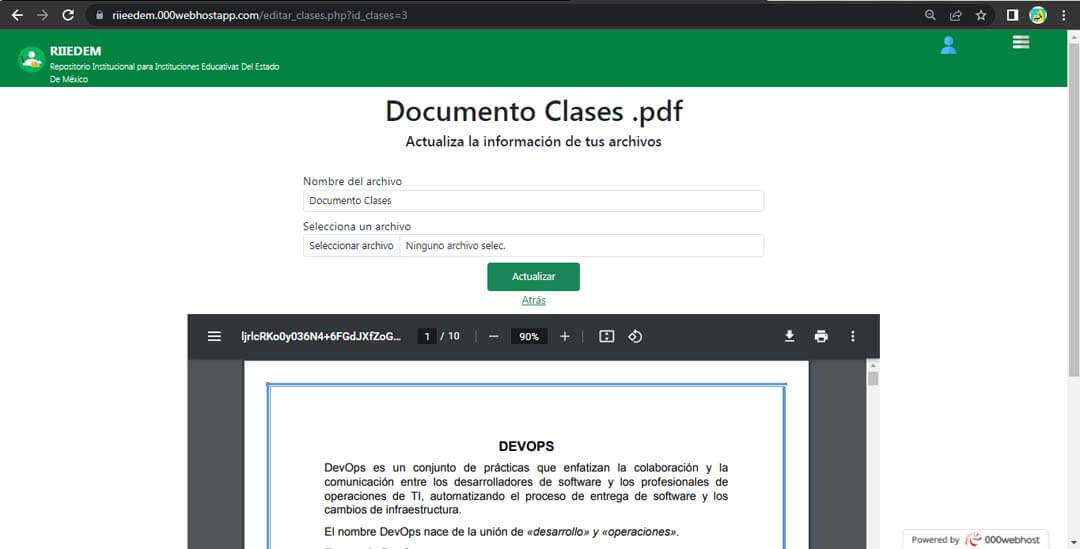 riieedem.000webhostapp.com/editar_clases.php?id_clases=3
RIIEDEM
Repositorio Institucional para Instituciones Educativas Del Estado
De México
Documento Clases .pdf
Actualiza la información de tus archivos
Nombre del archivo
Documento Clases
Selecciona un archivo
Seleccionar archivo Ninguno archivo selec.
Actualizar
Atrás
ljrlcRKo0y036N4+6FGdJXfZoG... 1 / 10 — 90% +
DEVOPS
DevOps es un conjunto de prácticas que enfatizan la colaboración y la
comunicación entre los desarrolladores de software y los profesionales de
operaciones de TI, automatizando el proceso de entrega de software y los
cambios de infraestructura.
El nombre DevOps nace de la unión de «desarrollo» y «operaciones».
Powered by 000webhost